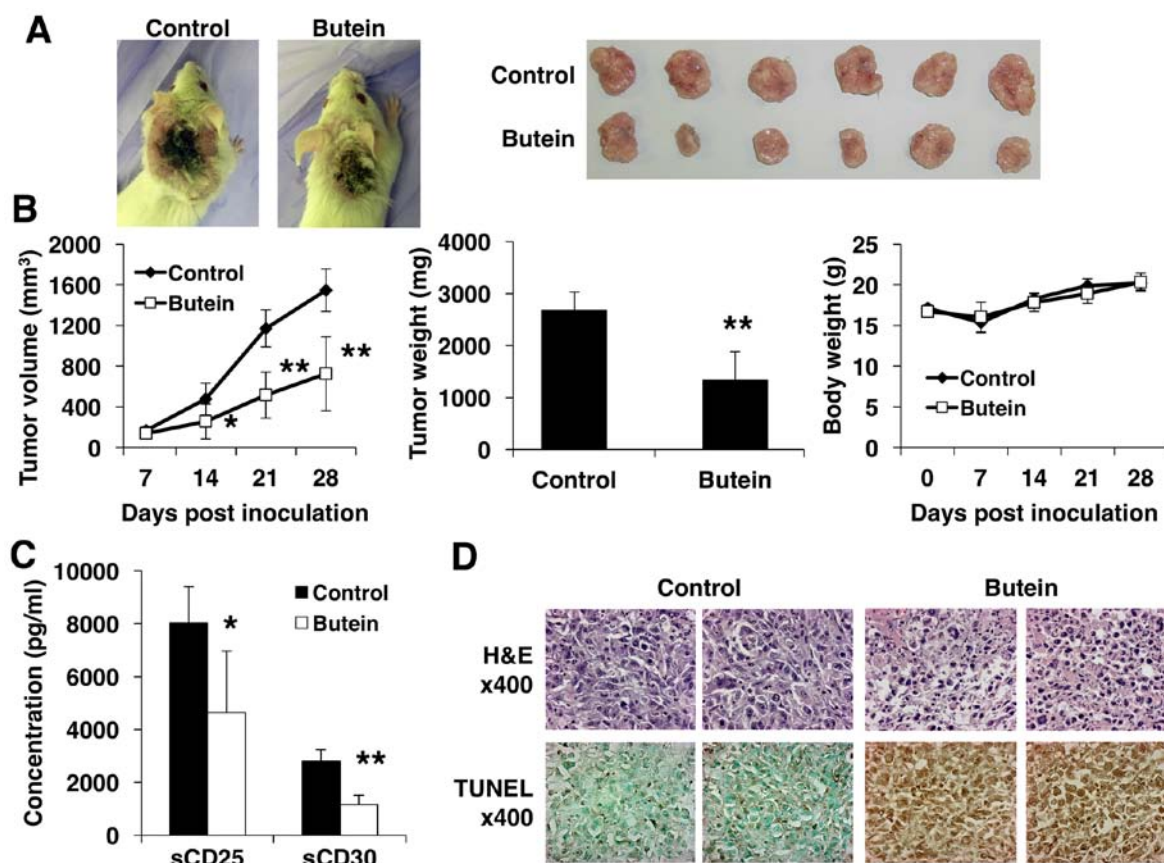 A
Control
Butein
Control
Butein
B
Tumor volume (mm³)
2000
1600
1200
800
400
0
Control
Butein
*
**
**
7 14 21 28
Days post inoculation
Tumor weight (mg)
4000
3000
2000
1000
0
**
Control Butein
Body weight (g)
25
20
15
10
5
0
Control
Butein
0 7 14 21 28
Days post inoculation
C
Concentration (pg/ml)
10000
8000
6000
4000
2000
0
Control
Butein
*
**
sCD25 sCD30
D
Control Butein
H&E
x400
TUNEL
x400